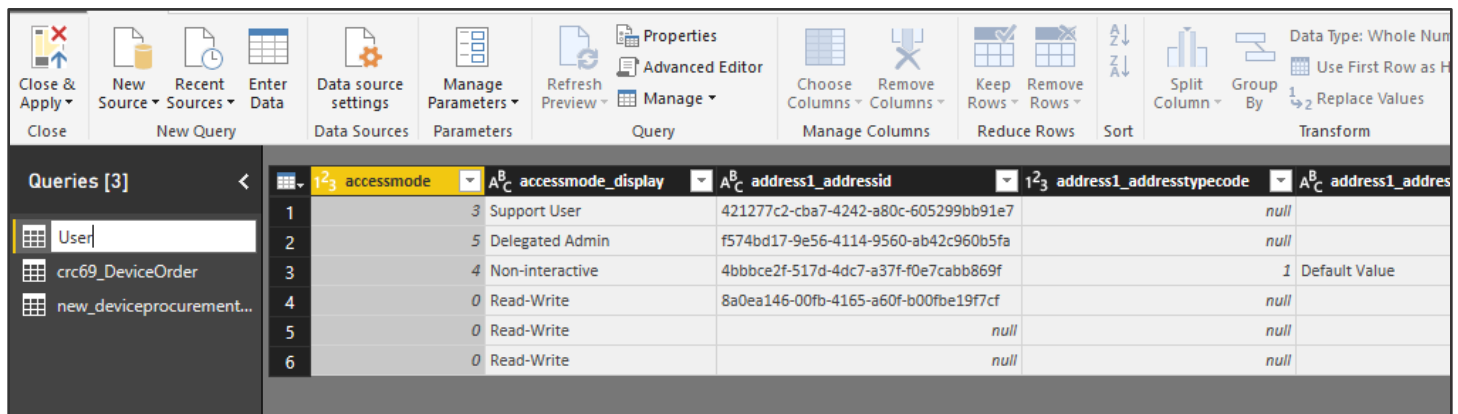 Properties
Advanced Editor
Manage
Close & Apply
New Source
Recent Sources
Enter Data
Data source settings
Manage Parameters
Refresh Preview
Choose Columns
Remove Columns
Keep Rows
Remove Rows
Split Column
Group By
Data Type: Whole Num
Use First Row as H
Replace Values
Close
New Query
Data Sources
Parameters
Query
Manage Columns
Reduce Rows
Sort
Transform
Queries [3]
User
crc69_DeviceOrder
new_deviceprocurement...
accessmode accessmode_display address1_addressid address1_addresstypecode address1_addres
1 3 Support User 421277c2-cba7-4242-a80c-605299bb91e7 null
2 5 Delegated Admin f574bd17-9e56-4114-9560-ab42c960b5fa null
3 4 Non-interactive 4bbbce2f-517d-4dc7-a37f-f0e7cabb869f 1 Default Value
4 0 Read-Write 8a0ea146-00fb-4165-a60f-b00fbe19f7cf null
5 0 Read-Write null null
6 0 Read-Write null null